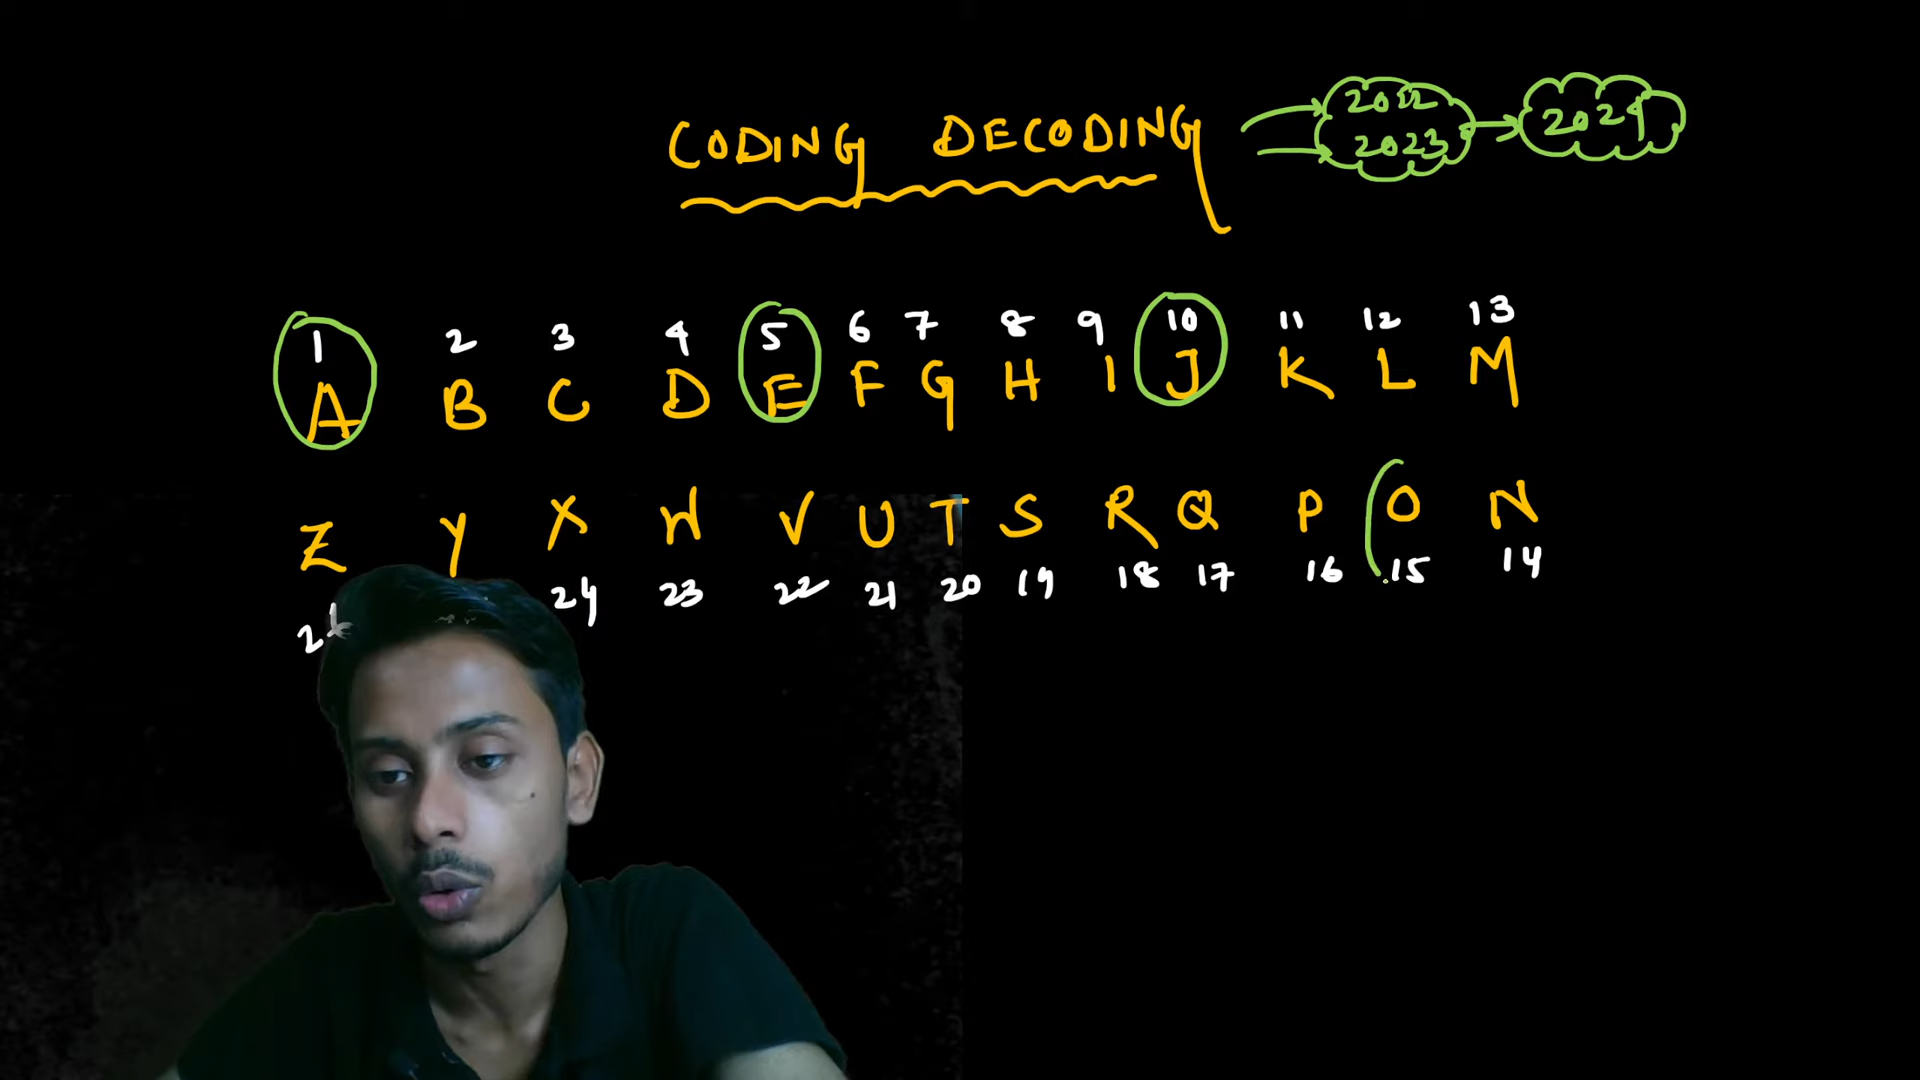 CODING DECODING
2022
2023
2024
1 2 3 4 5 6 7 8 9 10 11 12 13
A B C D E F G H I J K L M
Z Y X W V U T S R Q P O N
24 23 22 21 20 19 18 17 16 15 14